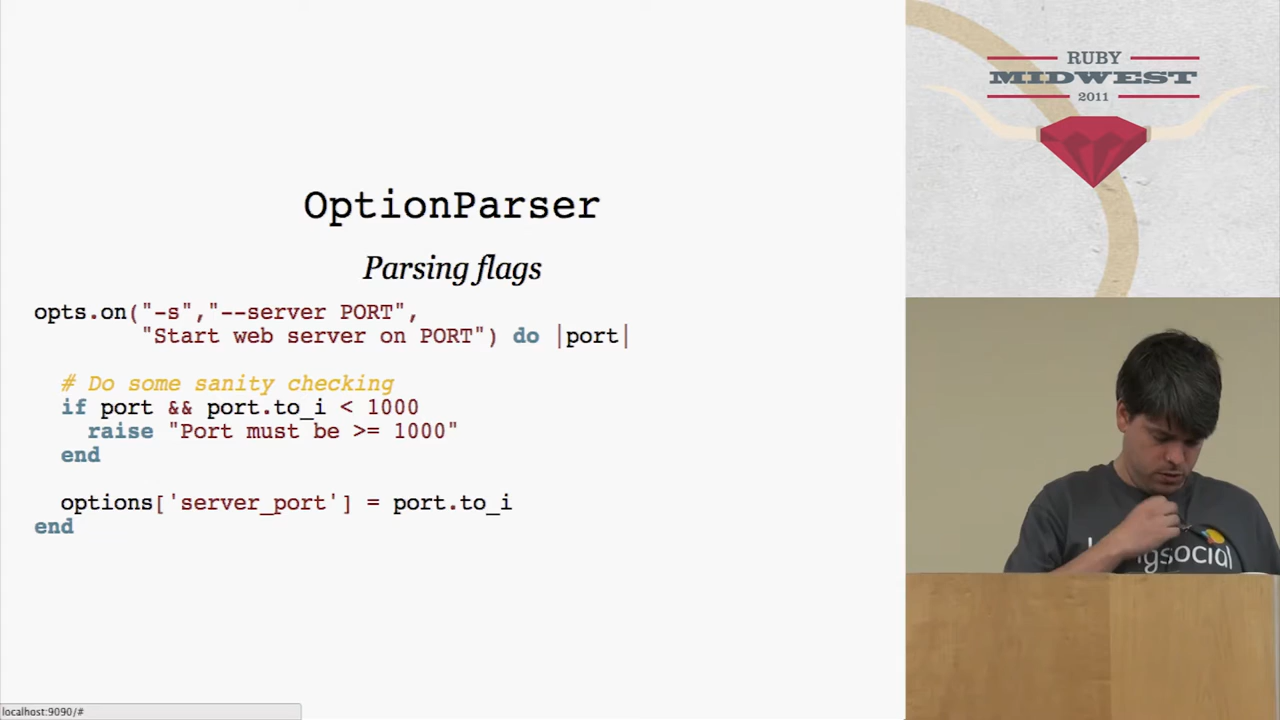 OptionParser
Parsing flags
opts.on("-s","--server PORT",
"Start web server on PORT") do |port|
# Do some sanity checking
if port && port.to_i < 1000
raise "Port must be >= 1000"
end
options['server_port'] = port.to_i
end
localhost:9090/#
RUBY
MIDWEST
2011